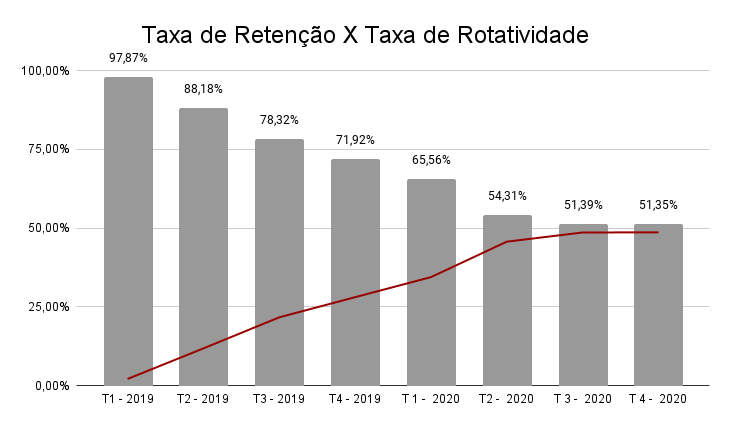 Taxa de Retenção X Taxa de Rotatividade
97,87%
88,18%
78,32%
71,92%
65,56%
54,31%
51,39%
51,35%
100,00%
75,00%
50,00%
25,00%
0,00%
T1 - 2019
T2 - 2019
T3 - 2019
T4 - 2019
T 1 - 2020
T2 - 2020
T 3 - 2020
T 4 - 2020